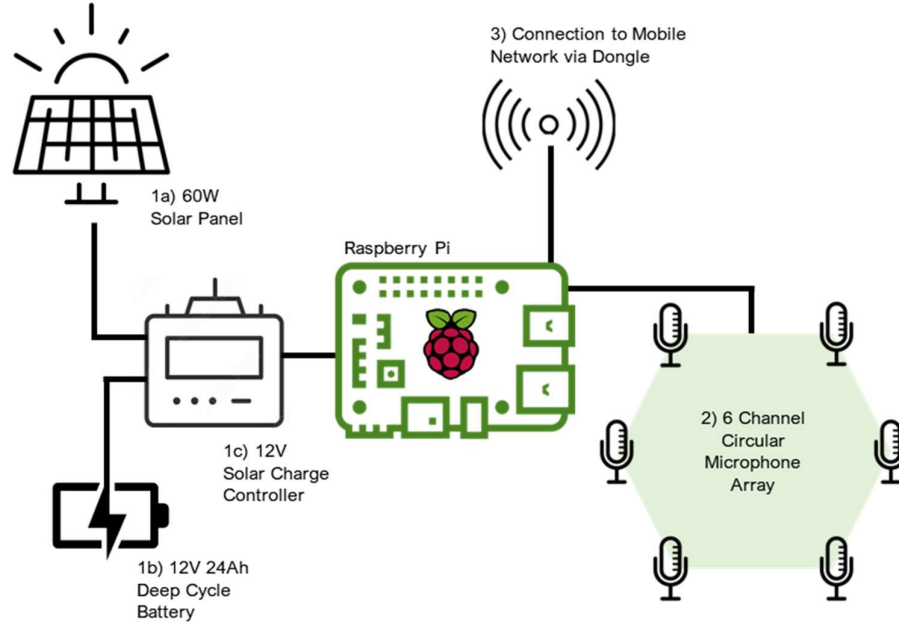 3) Connection to Mobile
Network via Dongle
1a) 60W
Solar Panel
Raspberry Pi
1c) 12V
Solar Charge
Controller
2) 6 Channel
Circular
Microphone
Array
1b) 12V 24Ah
Deep Cycle
Battery